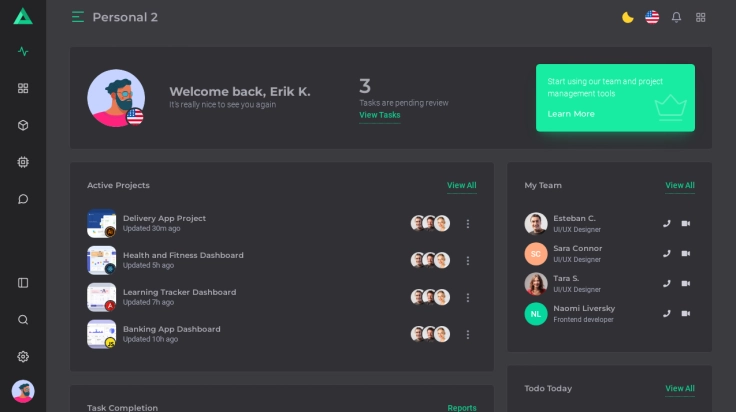 Personal 2
Welcome back, Erik K.
It's really nice to see you again
3
Tasks are pending review
View Tasks
Start using our team and project
management tools
Learn More
Active Projects
View All
Delivery App Project
Updated 30m ago
Health and Fitness Dashboard
Updated 5h ago
Learning Tracker Dashboard
Updated 7h ago
Banking App Dashboard
Updated 10h ago
My Team
View All
Esteban C.
UI/UX Designer
SC
Sara Connor
UI/UX Designer
Tara S.
UI/UX Designer
NL
Naomi Liversky
Frontend developer
Task Completion
Reports
Todo Today
View All